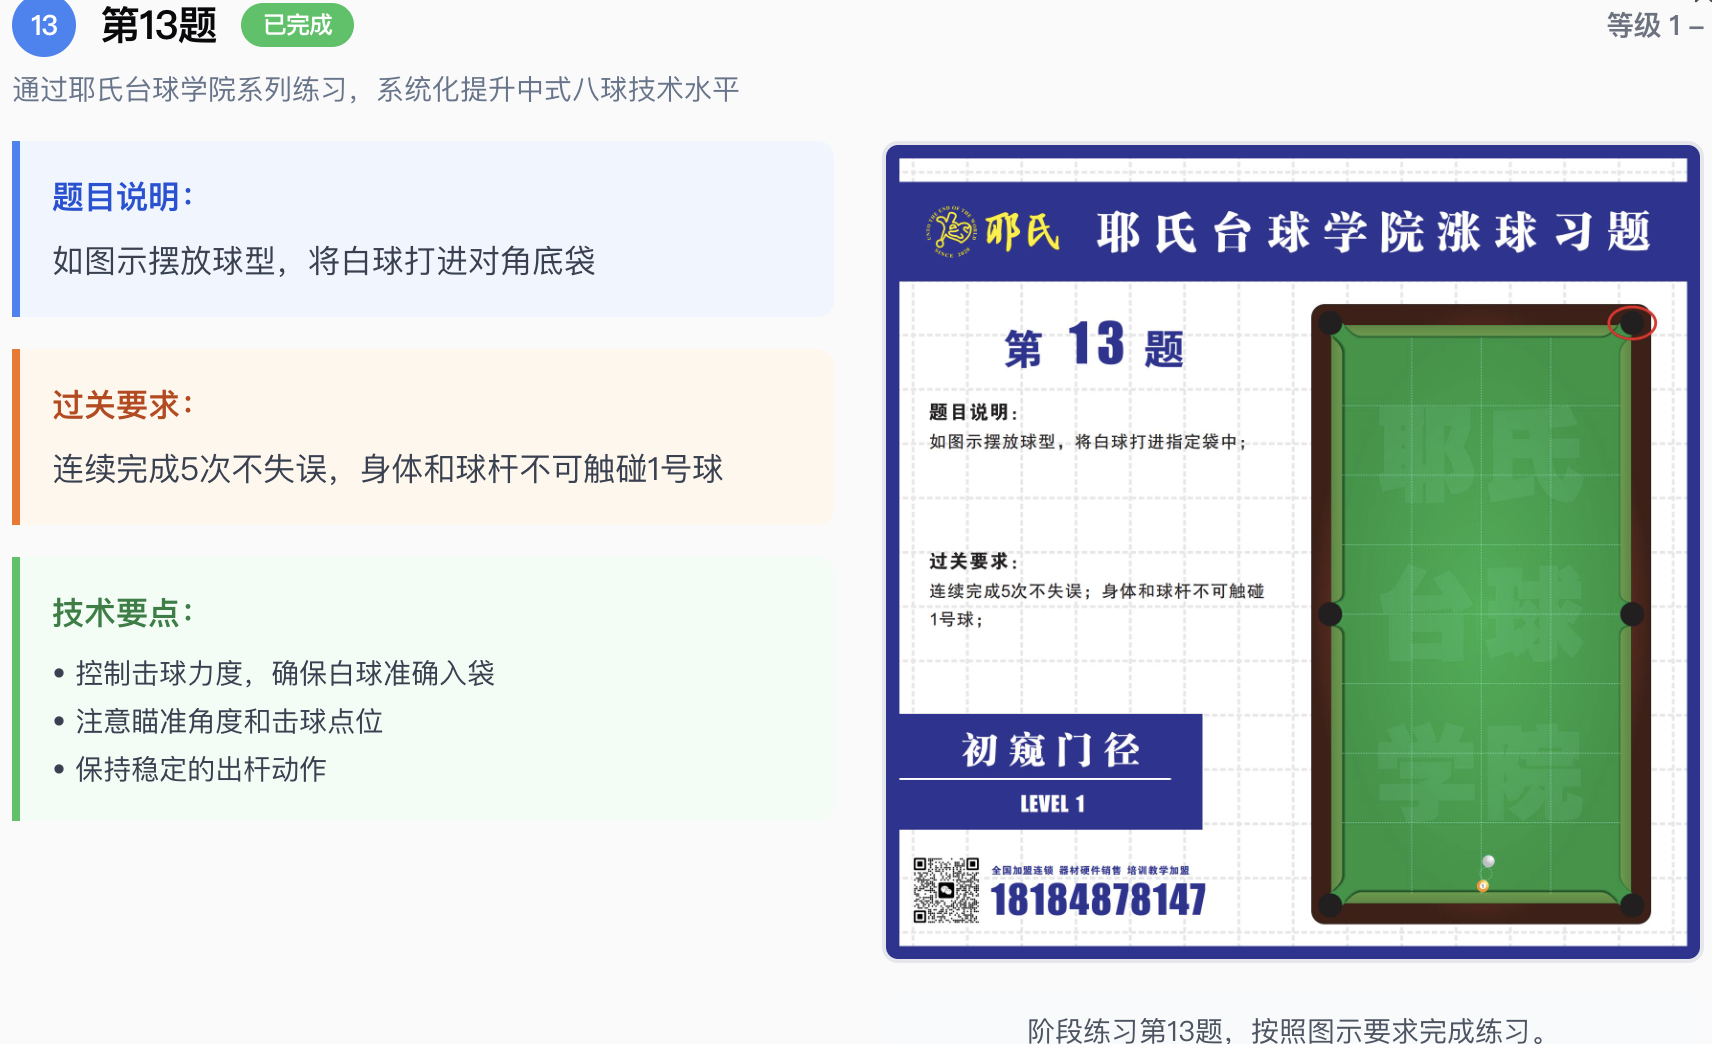 13 第13题 已完成 等级 1 –
通过耶氏台球学院系列练习，系统化提升中式八球技术水平
题目说明：
如图示摆放球型，将白球打进对角底袋
过关要求：
连续完成5次不失误，身体和球杆不可触碰1号球
技术要点：
• 控制击球力度，确保白球准确入袋
• 注意瞄准角度和击球点位
• 保持稳定的出杆动作
UNTO THE END OF THE WORLD
SINCE 2020
耶氏 耶氏台球学院涨球习题
第 13 题
题目说明：
如图示摆放球型，将白球打进指定袋中；
过关要求：
连续完成5次不失误；身体和球杆不可触碰
1号球；
初窥门径
LEVEL 1
全国加盟连锁 器材硬件销售 培训教学加盟
18184878147
耶氏
台球
学院
阶段练习第13题，按照图示要求完成练习。